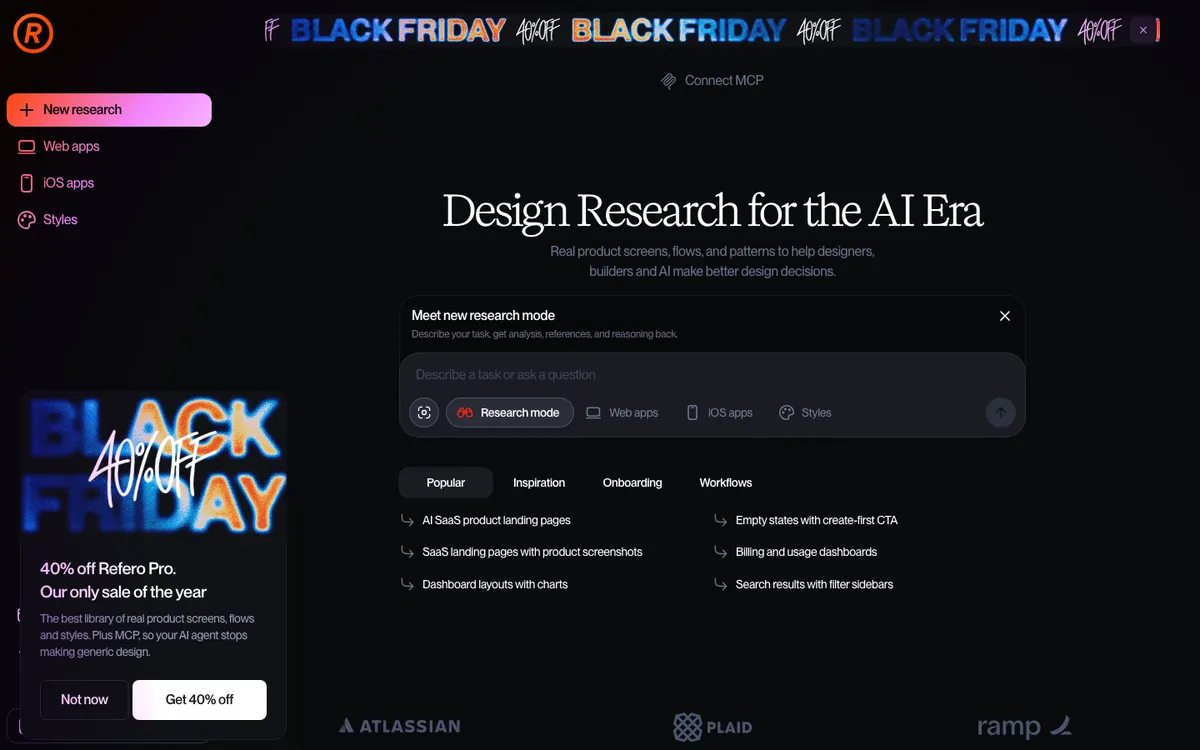 R
FF BLACK FRIDAY 40% OFF BLACK FRIDAY 40% OFF BLACK FRIDAY 40% OFF
Connect MCP
New research
Web apps
iOS apps
Styles
Design Research for the AI Era
Real product screens, flows, and patterns to help designers,
builders and AI make better design decisions.
Meet new research mode
Describe your task, get analysis, references, and reasoning back.
Describe a task or ask a question
Research mode
Web apps
iOS apps
Styles
Popular
Inspiration
Onboarding
Workflows
AI SaaS product landing pages
Empty states with create-first CTA
SaaS landing pages with product screenshots
Billing and usage dashboards
Dashboard layouts with charts
Search results with filter sidebars
BLACK
40% OFF
FRIDAY
40% off Refero Pro.
Our only sale of the year
The best library of real product screens, flows
and styles. Plus MCP, so your AI agent stops
making generic design.
Not now
Get 40% off
ATLASSIAN
PLAID
ramp